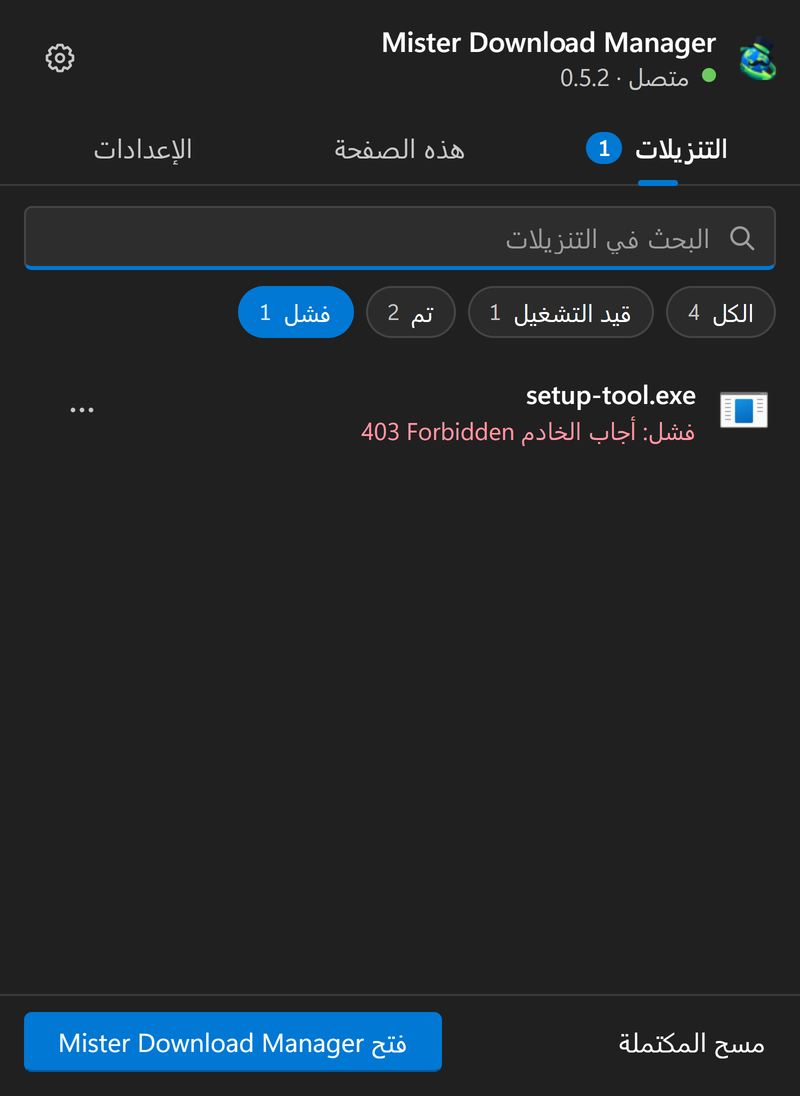 Mister Download Manager
متصل · 0.5.2
التنزيلات 1
هذه الصفحة
الإعدادات
البحث في التنزيلات
الكل 4
قيد التشغيل 1
تم 2
فشل 1
setup-tool.exe
فشل: أجاب الخادم 403 Forbidden
مسح المكتملة
فتح Mister Download Manager